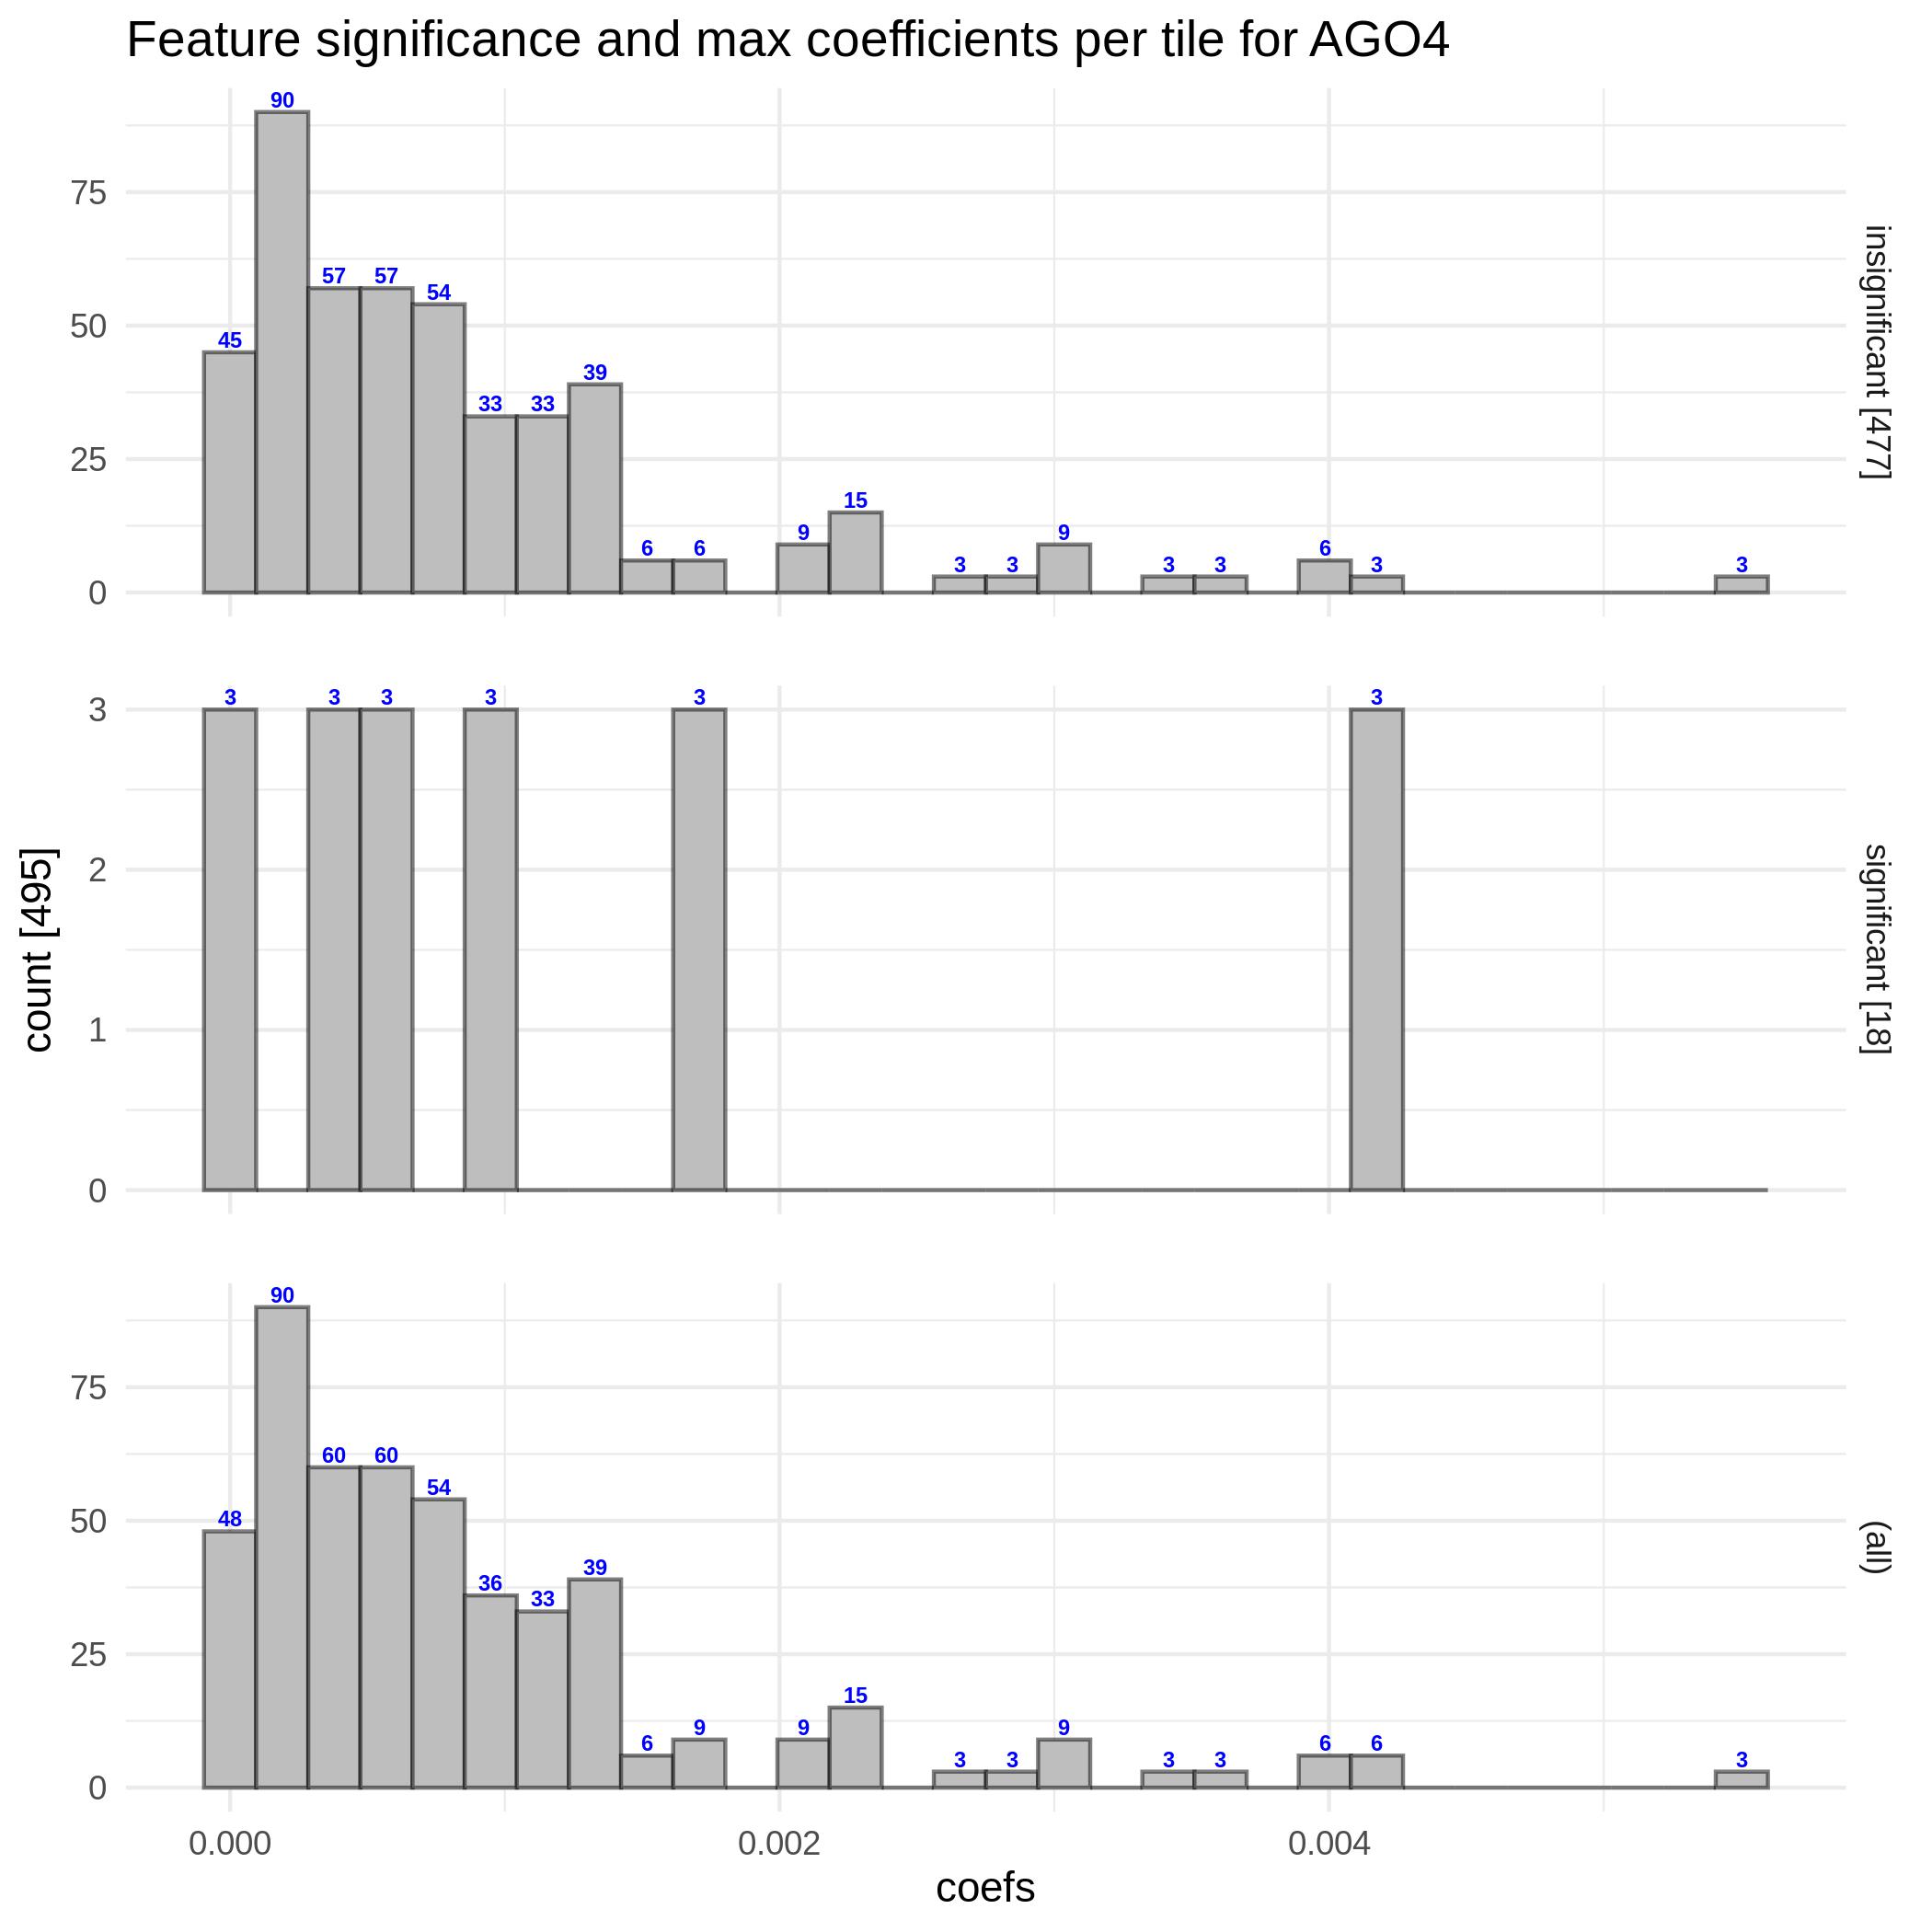 Feature significance and max coefficients per tile for AGO4
90
75
57 57 54
50
45
39
33 33
25
15
9 9
6 6 6
3 3 3 3 3 3
0
insignificant [477]
3 3 3 3 3 3
3
2
1
0
significant [18]
count [495]
90
75
60 60
54
48
50
39
36 33
25
15
9 9 9
6 6 6
3 3 3 3 3
0
(all)
0.000 0.002 0.004
coefs